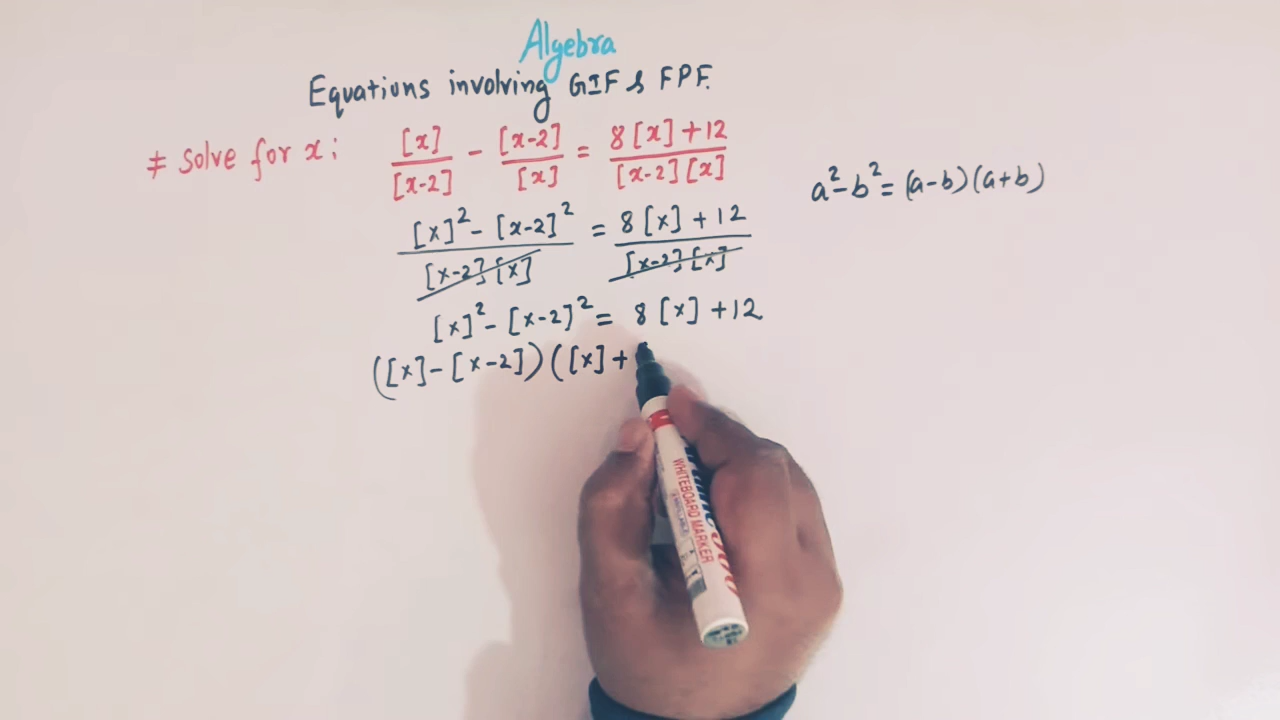 Algebra
Equations involving GIF & FPF.
≠ Solve for x: [x]/[x-2] - [x-2]/[x] = 8[x]+12/[x-2][x]
a²-b² = (a-b)(a+b)
[x]² - [x-2]²/[x-2][x] = 8[x]+12/[x-2][x]
[x]² - [x-2]² = 8[x]+12
([x]-[x-2])([x]+
WHITEBOARD MARKER